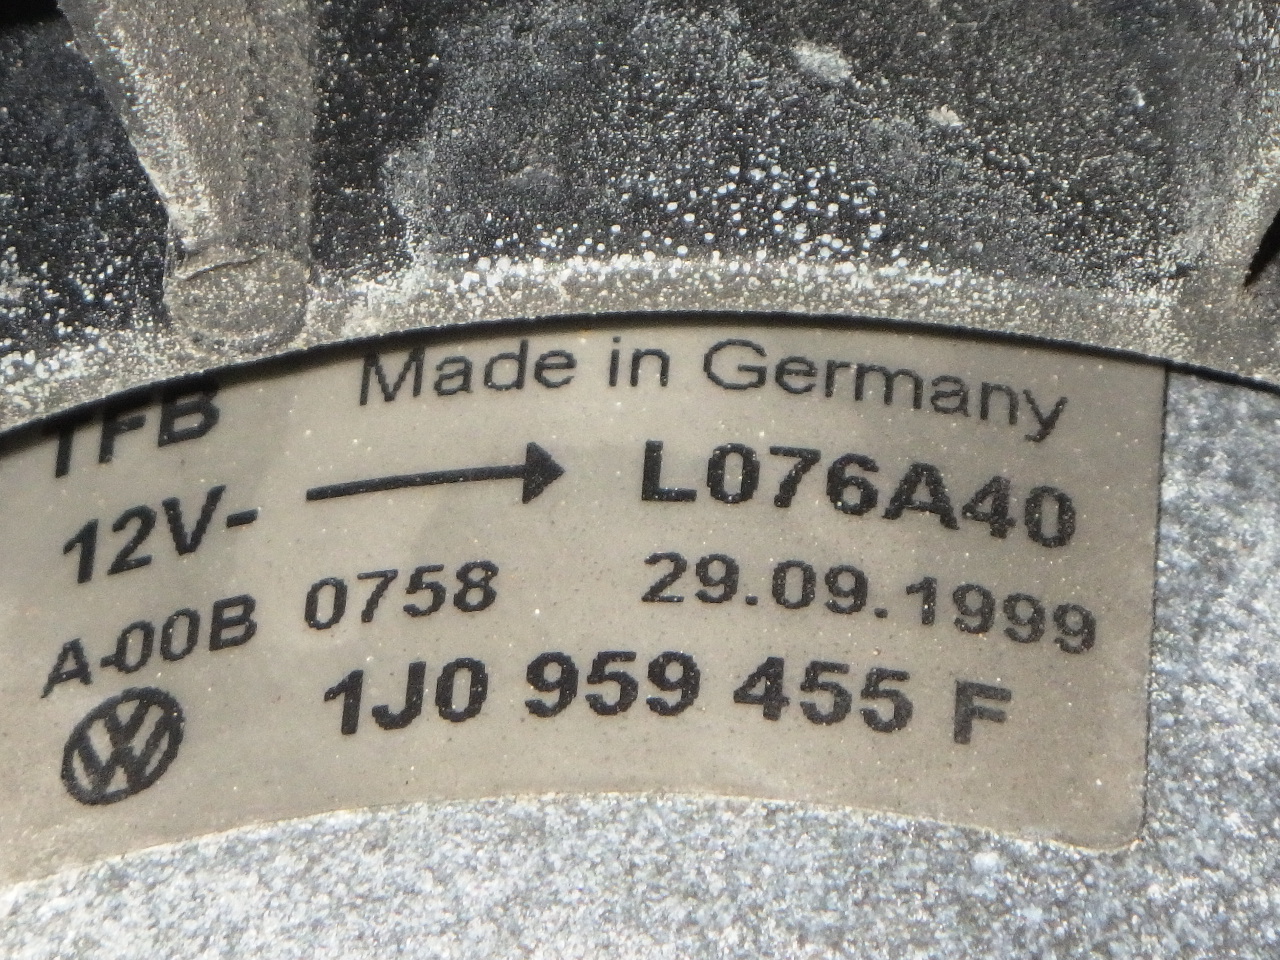 Made in Germany
TFB
12V- L076A40
A-00B 0758 29.09.1999
1J0 959 455 F